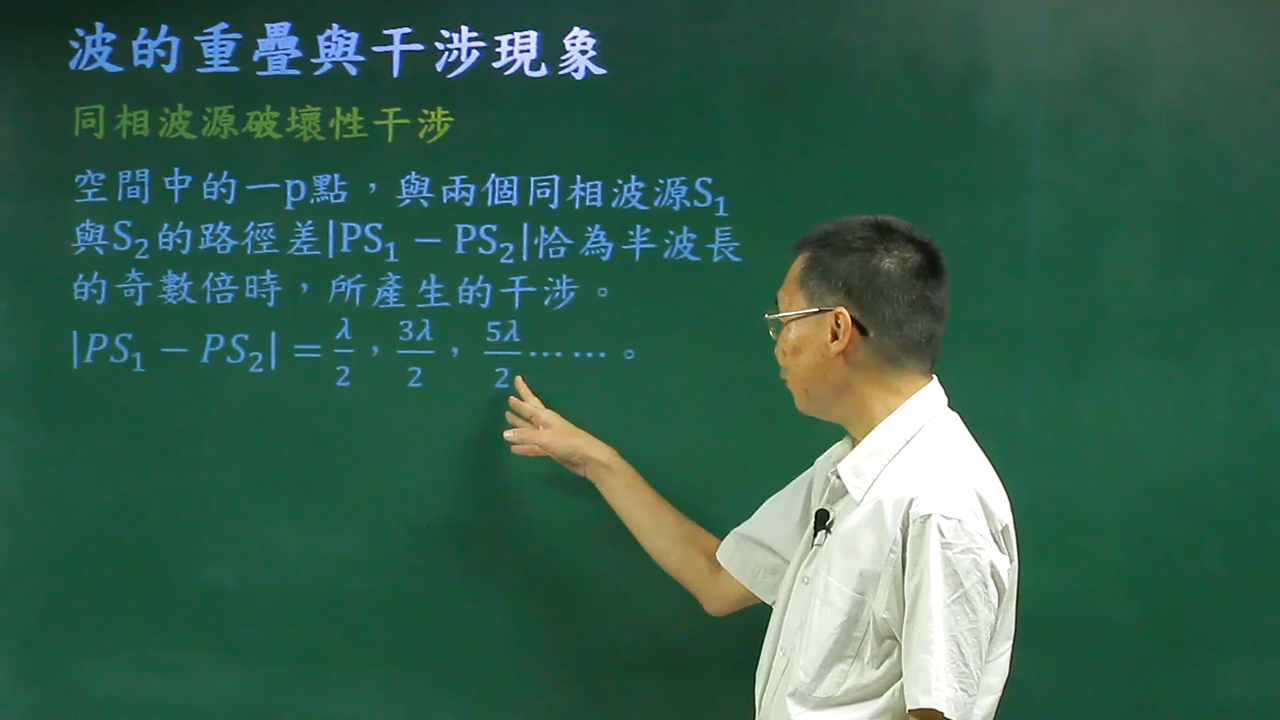 波的重疊與干涉現象
同相波源破壞性干涉
空間中的一p點，與兩個同相波源S₁
與S₂的路徑差|PS₁ − PS₂|恰為半波長
的奇數倍時，所產生的干涉。
|PS₁ − PS₂| = λ/2，3λ/2，5λ/2⋯⋯。